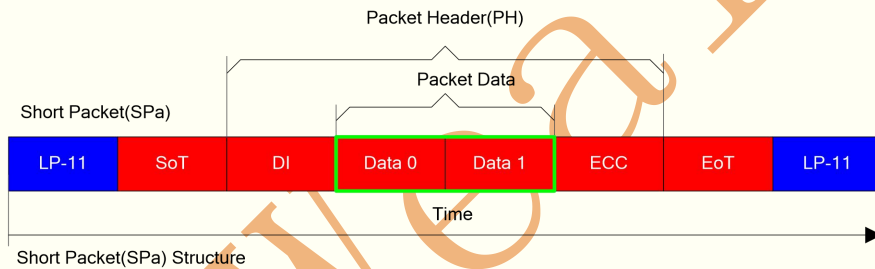 Packet Header(PH)
Packet Data
Short Packet(SPa)
LP-11 SoT DI Data 0 Data 1 ECC EoT LP-11
Time
Short Packet(SPa) Structure